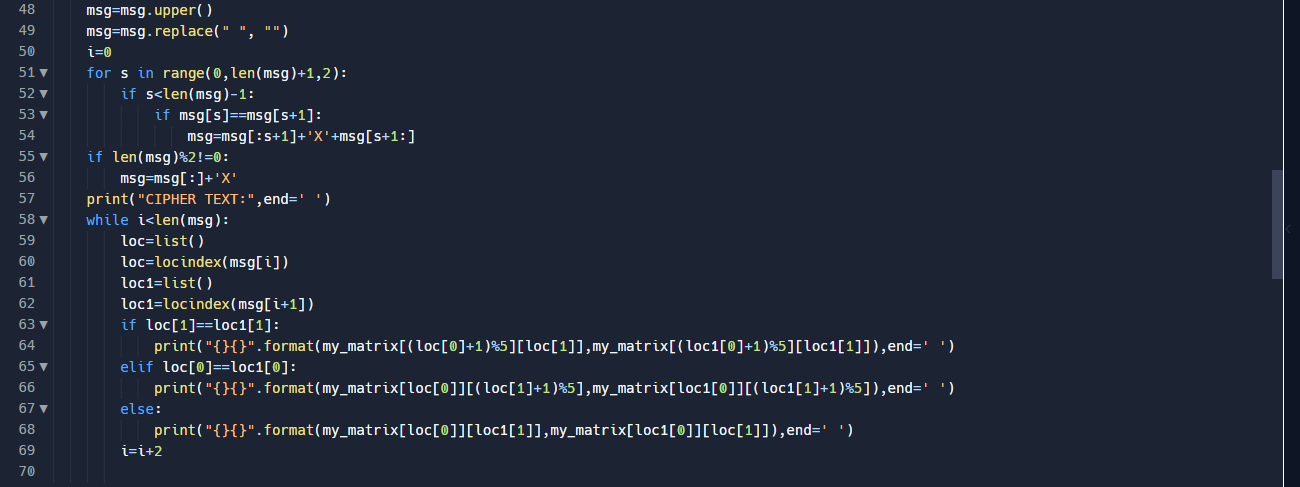 48 msg=msg.upper()
49 msg=msg.replace(" ", "")
50 i=0
51 for s in range(0,len(msg)+1,2):
52 if s<len(msg)-1:
53 if msg[s]==msg[s+1]:
54 msg=msg[:s+1]+'X'+msg[s+1:]
55 if len(msg)%2!=0:
56 msg=msg[:]+'X'
57 print("CIPHER TEXT:",end=' ')
58 while i<len(msg):
59 loc=list()
60 loc=locindex(msg[i])
61 loc1=list()
62 loc1=locindex(msg[i+1])
63 if loc[1]==loc1[1]:
64 print("{}{}".format(my_matrix[(loc[0]+1)%5][loc[1]],my_matrix[(loc1[0]+1)%5][loc1[1]]),end=' ')
65 elif loc[0]==loc1[0]:
66 print("{}{}".format(my_matrix[loc[0]][(loc[1]+1)%5],my_matrix[loc1[0]][(loc1[1]+1)%5]),end=' ')
67 else:
68 print("{}{}".format(my_matrix[loc[0]][loc1[1]],my_matrix[loc1[0]][loc[1]]),end=' ')
69 i=i+2
70